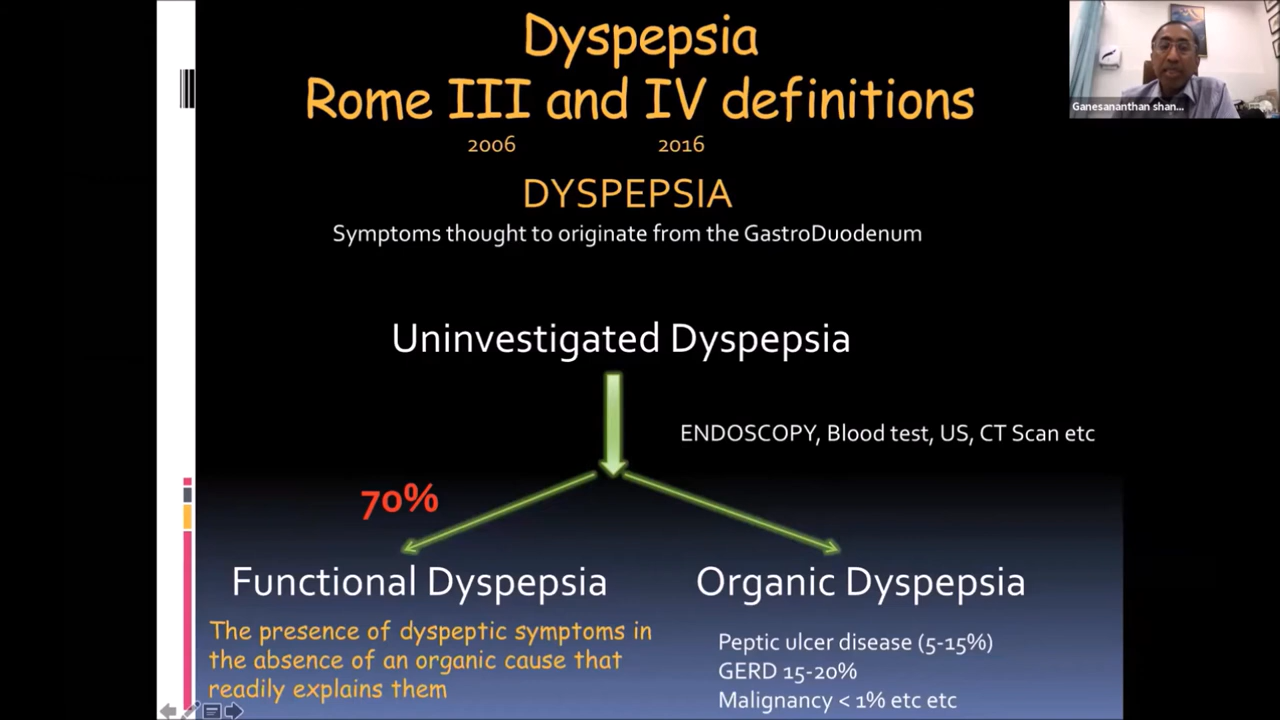 Dyspepsia
Rome III and IV definitions
2006 2016
DYSPEPSIA
Symptoms thought to originate from the GastroDuodenum
Uninvestigated Dyspepsia
ENDOSCOPY, Blood test, US, CT Scan etc
70%
Functional Dyspepsia
The presence of dyspeptic symptoms in
the absence of an organic cause that
readily explains them
Organic Dyspepsia
Peptic ulcer disease (5-15%)
GERD 15-20%
Malignancy < 1% etc etc
Ganesananthan shan...